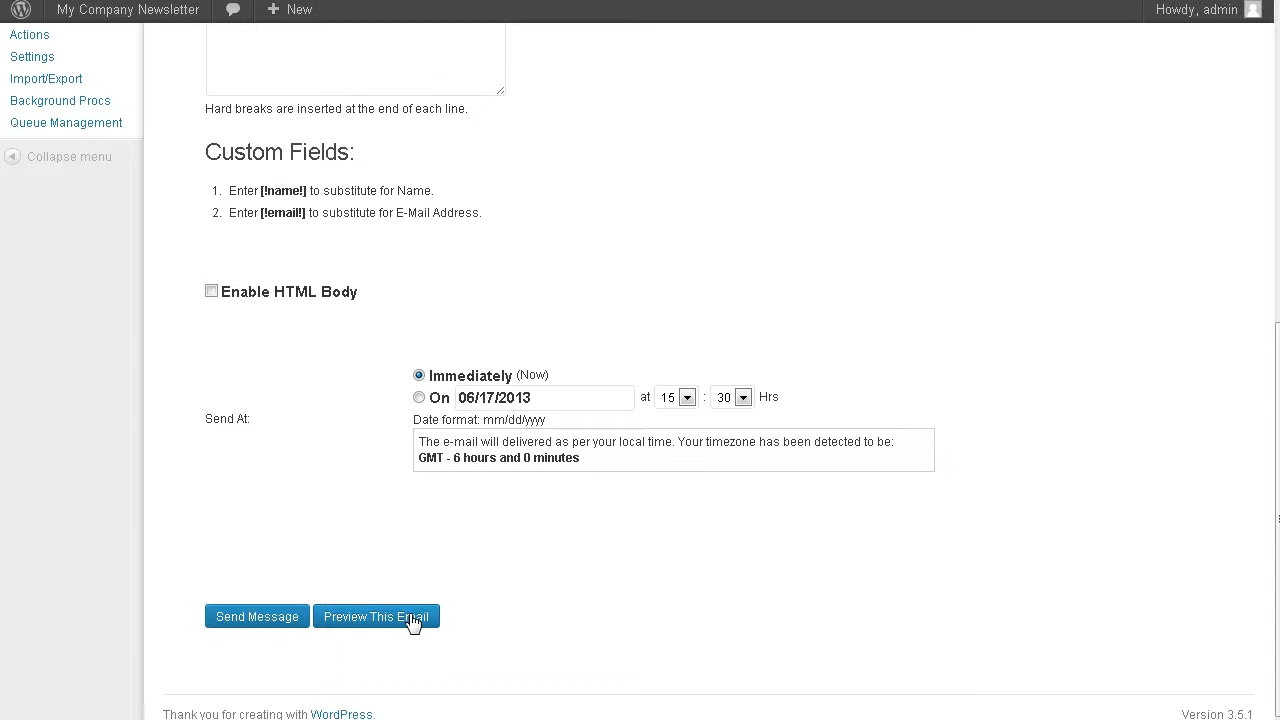 My Company Newsletter
New
Howdy, admin
Actions
Settings
Import/Export
Background Procs
Queue Management
Collapse menu
Hard breaks are inserted at the end of each line.
Custom Fields:
1. Enter [!name!] to substitute for Name.
2. Enter [!email!] to substitute for E-Mail Address.
Enable HTML Body
Send At:
Immediately (Now)
On 06/17/2013 at 15 : 30 Hrs
Date format: mm/dd/yyyy
The e-mail will delivered as per your local time. Your timezone has been detected to be:
GMT - 6 hours and 0 minutes
Send Message
Preview This Email
Thank you for creating with WordPress.
Version 3.5.1